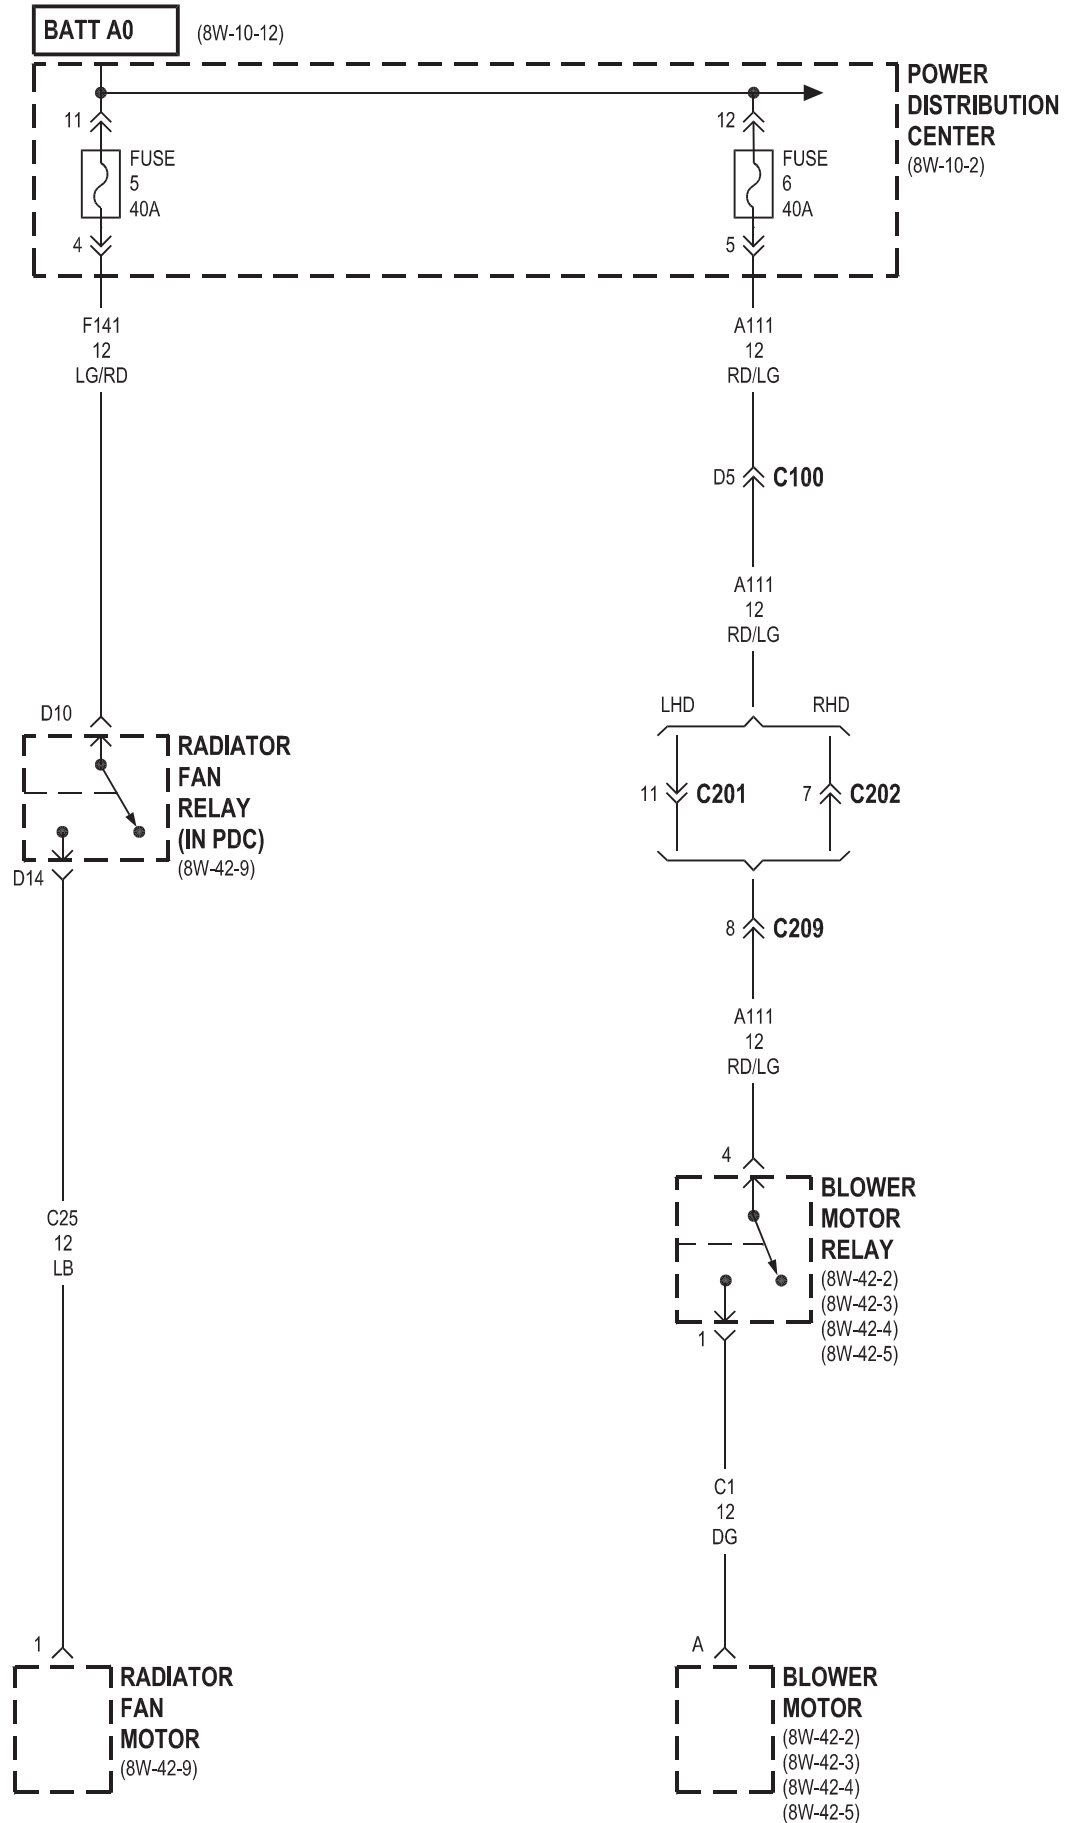 BATT A0
(8W-10-12)
POWER
DISTRIBUTION
CENTER
(8W-10-2)
11
FUSE
5
40A
4
12
FUSE
6
40A
5
F141
12
LG/RD
A111
12
RD/LG
D5
C100
A111
12
RD/LG
LHD
RHD
11
C201
7
C202
8
C209
A111
12
RD/LG
D10
RADIATOR
FAN
RELAY
(IN PDC)
(8W-42-9)
D14
4
BLOWER
MOTOR
RELAY
(8W-42-2)
(8W-42-3)
(8W-42-4)
(8W-42-5)
1
C25
12
LB
C1
12
DG
1
RADIATOR
FAN
MOTOR
(8W-42-9)
A
BLOWER
MOTOR
(8W-42-2)
(8W-42-3)
(8W-42-4)
(8W-42-5)